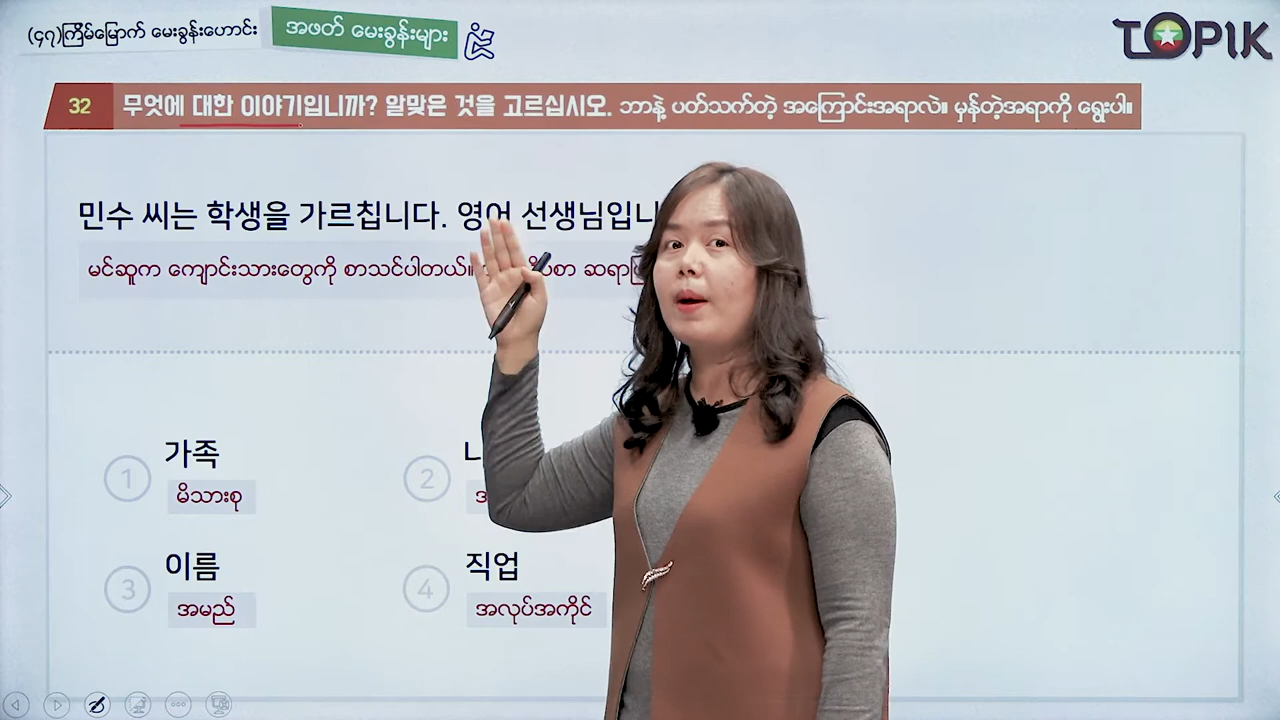 (၄၇)ကြိမ်မြောက် မေးခွန်းဟောင်း
အဖတ် မေးခွန်းများ
TOPIK
32 무엇에 대한 이야기입니까? 알맞은 것을 고르십시오. ဘာနဲ့ ပတ်သက်တဲ့ အကြောင်းအရာလဲ။ မှန်တဲ့အရာကို ရွေးပါ။
민수 씨는 학생을 가르칩니다. 영어 선생님입니
မင်ဆူက ကျောင်းသားတွေကို စာသင်ပါတယ်။
1 가족
မိသားစု
2
3 이름
အမည်
4 직업
အလုပ်အကိုင်